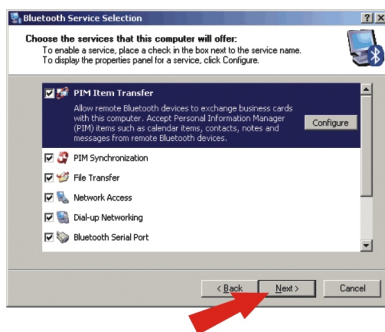 Bluetooth Service Selection
Choose the services that this computer will offer:
To enable a service, place a check in the box next to the service name.
To display the properties panel for a service, click Configure.
PIM Item Transfer
Allow remote Bluetooth devices to exchange business cards
with this computer. Accept Personal Information Manager
(PIM) items such as calendar items, contacts, notes and
messages from remote Bluetooth devices.
Configure
PIM Synchronization
File Transfer
Network Access
Dial-up Networking
Bluetooth Serial Port
< Back
Next >
Cancel